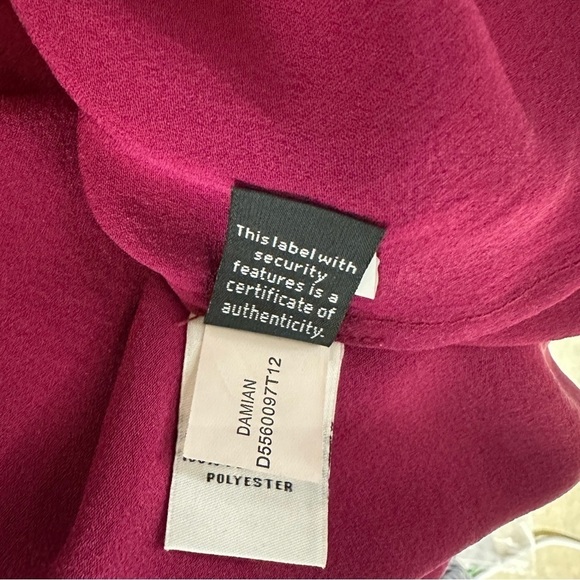 This label with
security
features is a
certificate of
authenticity.
DAMIAN
D5560097T12
POLYESTER